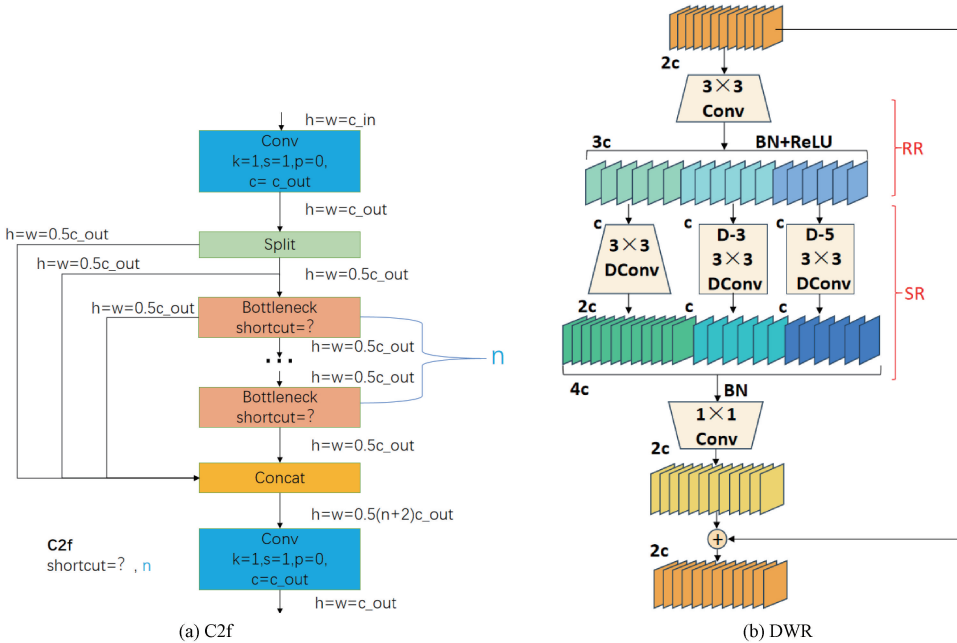 h=w=c_in
Conv
k=1,s=1,p=0,
c= c_out
h=w=c_out
h=w=0.5c_out
Split
h=w=0.5c_out
h=w=0.5c_out
h=w=0.5c_out
Bottleneck
shortcut=?
h=w=0.5c_out
...
n
h=w=0.5c_out
Bottleneck
shortcut=?
h=w=0.5c_out
Concat
h=w=0.5(n+2)c_out
C2f
shortcut=? , n
Conv
k=1,s=1,p=0,
c=c_out
h=w=c_out
(a) C2f
2c
3×3
Conv
3c
BN+ReLU
RR
c
c
c
3×3
DConv
D-3
3×3
DConv
D-5
3×3
DConv
SR
2c
c
c
4c
BN
1×1
Conv
2c
+
2c
(b) DWR